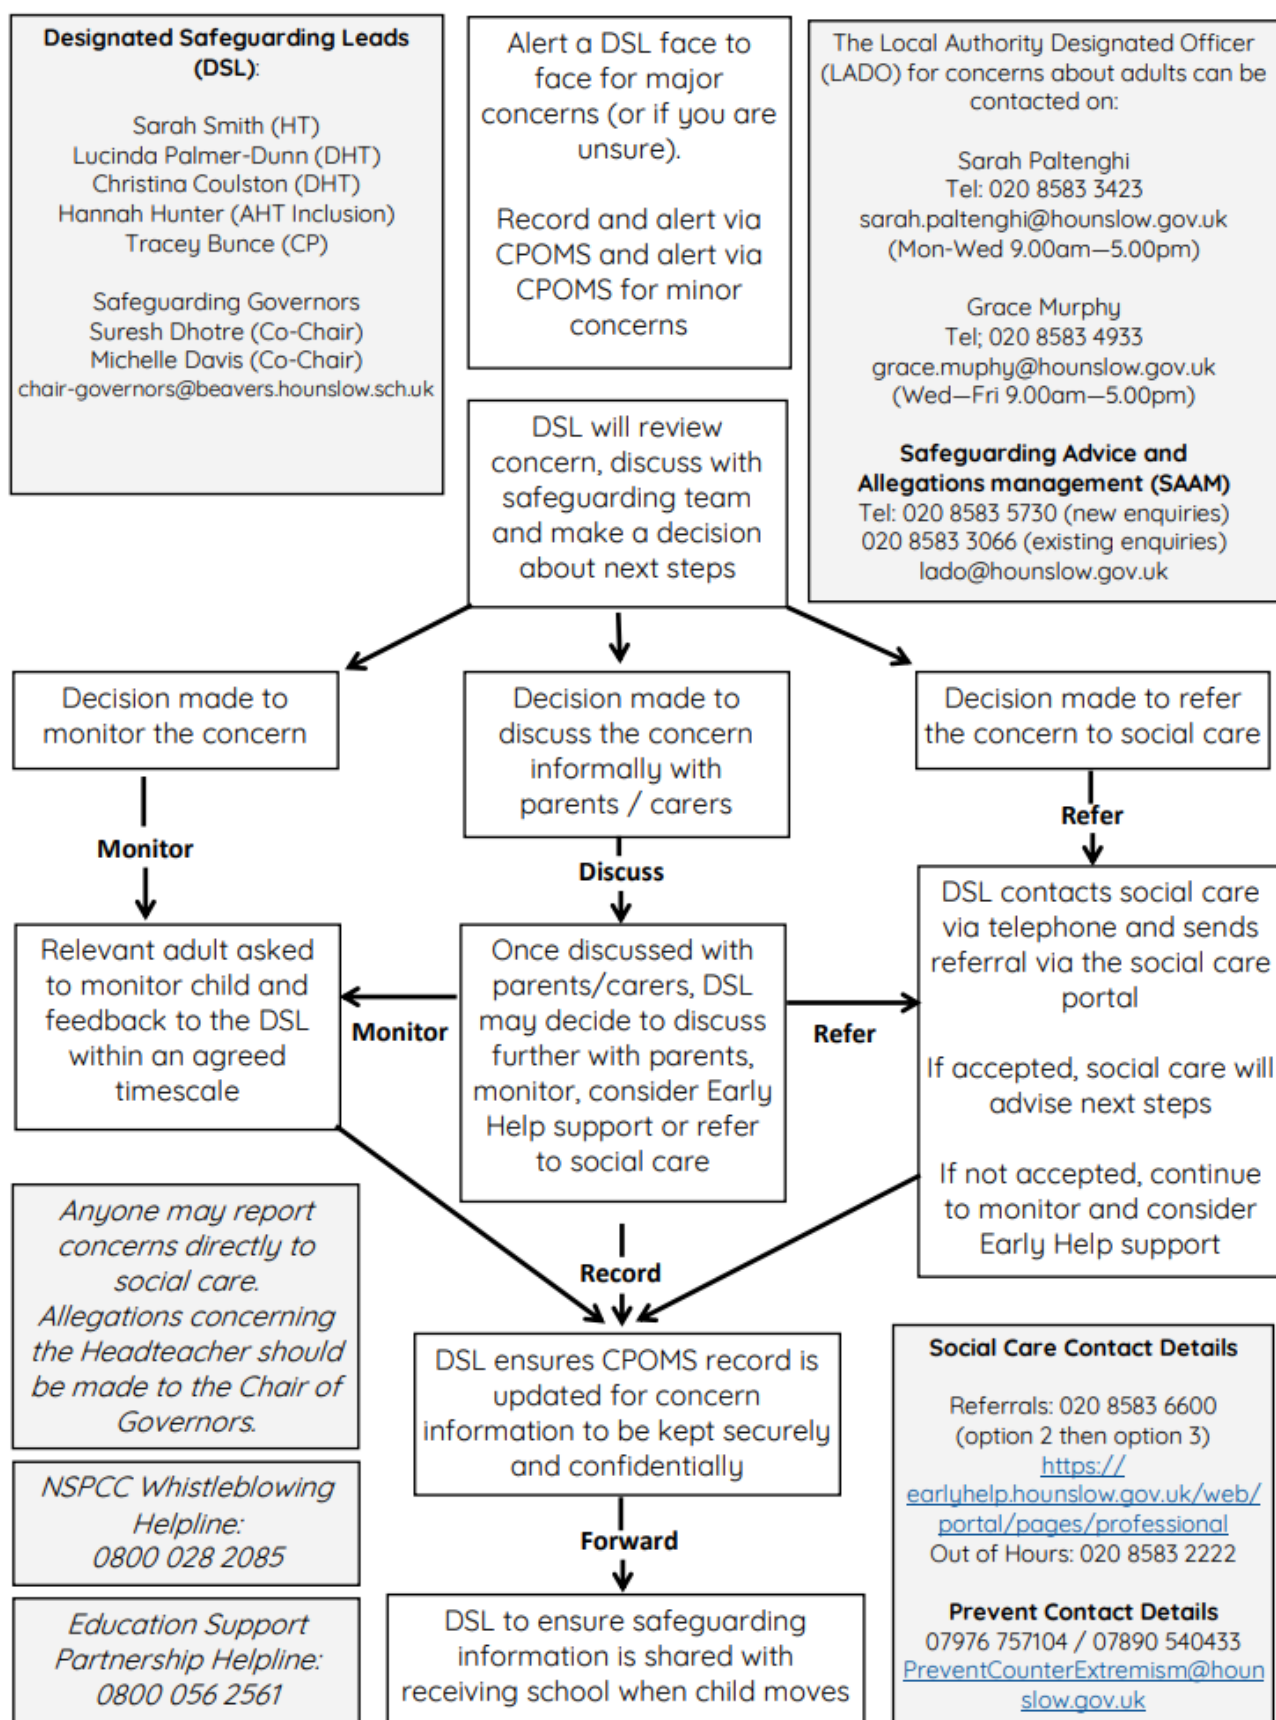 Designated Safeguarding Leads
(DSL):
Sarah Smith (HT)
Lucinda Palmer-Dunn (DHT)
Christina Coulston (DHT)
Hannah Hunter (AHT Inclusion)
Tracey Bunce (CP)
Safeguarding Governors
Suresh Dhotre (Co-Chair)
Michelle Davis (Co-Chair)
chair-governors@beavers.hounslow.sch.uk
Alert a DSL face to
face for major
concerns (or if you are
unsure).
Record and alert via
CPOMS and alert via
CPOMS for minor
concerns
The Local Authority Designated Officer
(LADO) for concerns about adults can be
contacted on:
Sarah Paltenghi
Tel: 020 8583 3423
sarah.paltenghi@hounslow.gov.uk
(Mon-Wed 9.00am—5.00pm)
Grace Murphy
Tel; 020 8583 4933
grace.muphy@hounslow.gov.uk
(Wed—Fri 9.00am—5.00pm)
Safeguarding Advice and
Allegations management (SAAM)
Tel: 020 8583 5730 (new enquiries)
020 8583 3066 (existing enquiries)
lado@hounslow.gov.uk
DSL will review
concern, discuss with
safeguarding team
and make a decision
about next steps
Decision made to
monitor the concern
Decision made to
discuss the concern
informally with
parents / carers
Decision made to refer
the concern to social care
Monitor
Discuss
Refer
Relevant adult asked
to monitor child and
feedback to the DSL
within an agreed
timescale
Monitor
Once discussed with
parents/carers, DSL
may decide to discuss
further with parents,
monitor, consider Early
Help support or refer
to social care
Refer
DSL contacts social care
via telephone and sends
referral via the social care
portal
If accepted, social care will
advise next steps
If not accepted, continue
to monitor and consider
Early Help support
Anyone may report
concerns directly to
social care.
Allegations concerning
the Headteacher should
be made to the Chair of
Governors.
Record
DSL ensures CPOMS record is
updated for concern
information to be kept securely
and confidentially
Social Care Contact Details
Referrals: 020 8583 6600
(option 2 then option 3)
https://
earlyhelp.hounslow.gov.uk/web/
portal/pages/professional
Out of Hours: 020 8583 2222
Prevent Contact Details
07976 757104 / 07890 540433
PreventCounterExtremism@houn
slow.gov.uk
NSPCC Whistleblowing
Helpline:
0800 028 2085
Forward
Education Support
Partnership Helpline:
0800 056 2561
DSL to ensure safeguarding
information is shared with
receiving school when child moves